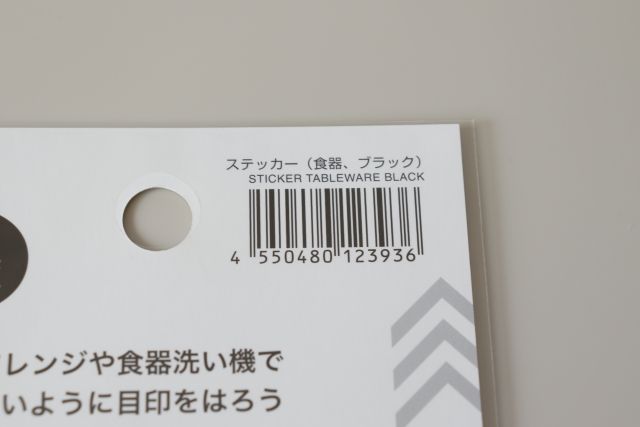 ステッカー（食器、ブラック）
STICKER TABLEWARE BLACK
4 550480 123936
レンジや食器洗い機で
いように目印をはろう